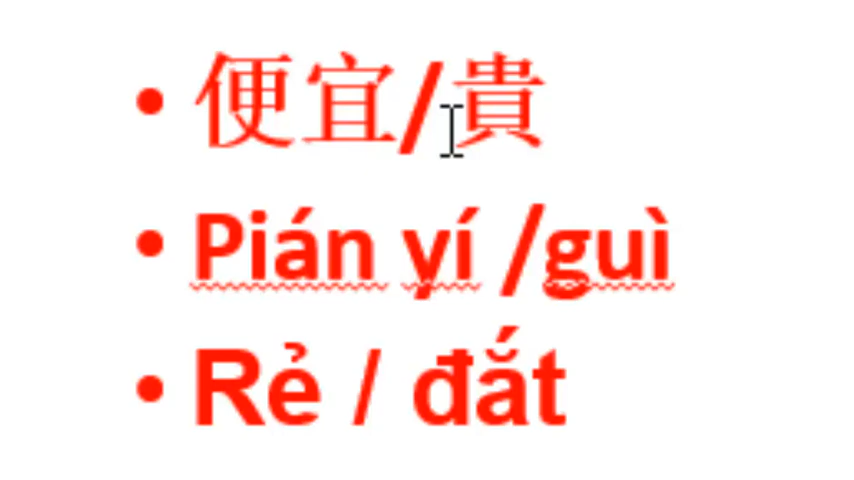 • 便宜/貴
• Pián yí /guì
• Rẻ / đắt